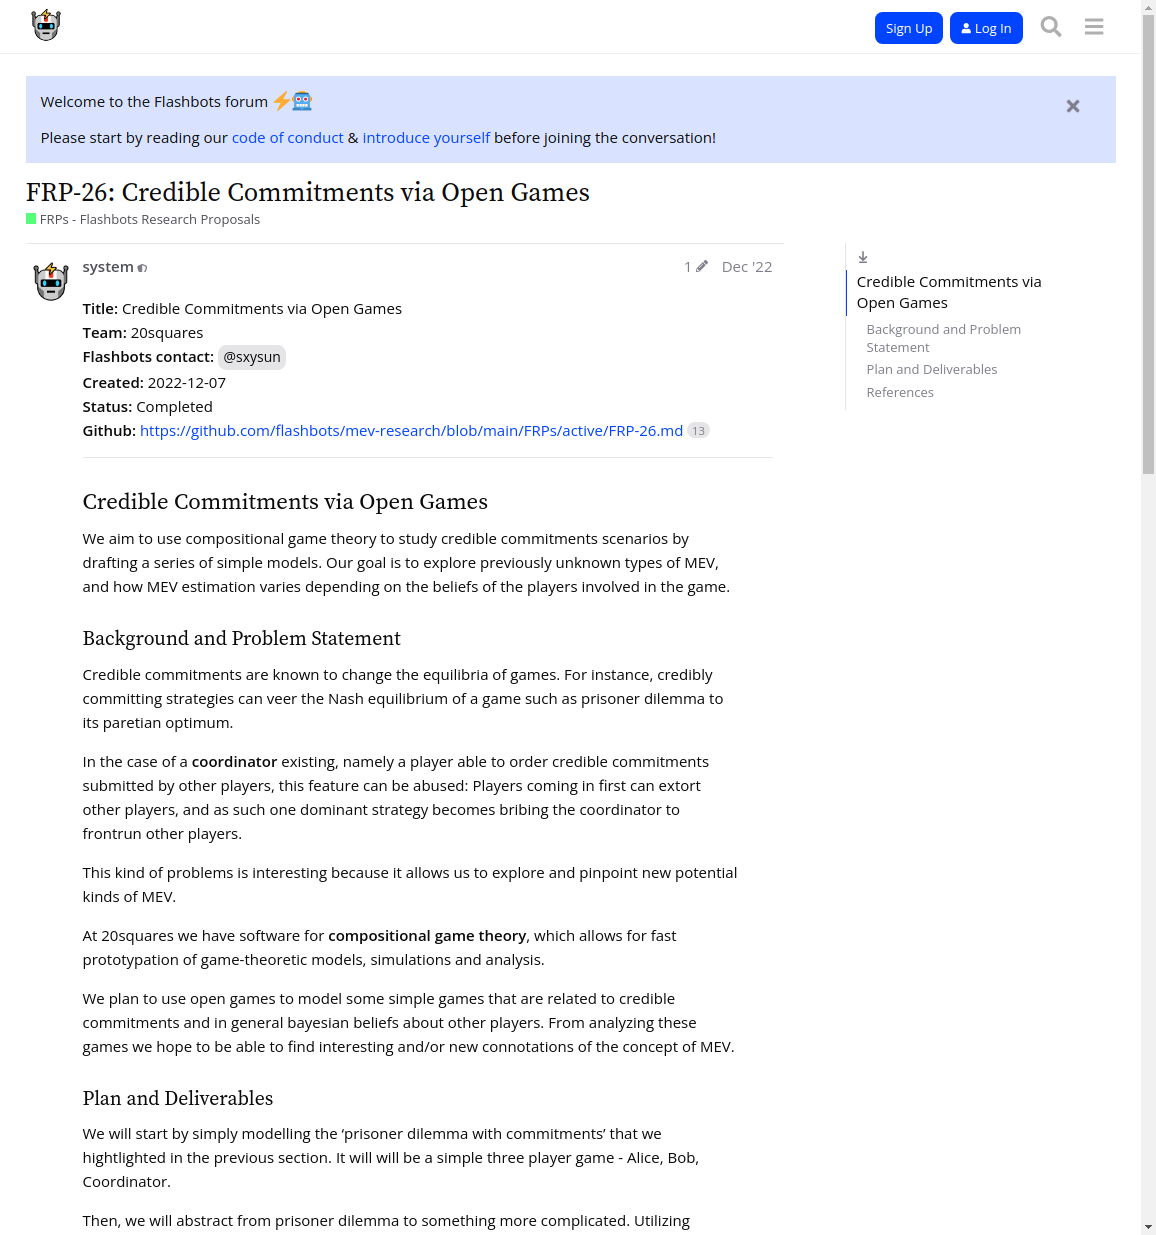 Sign Up
Log In
Welcome to the Flashbots forum
Please start by reading our code of conduct & introduce yourself before joining the conversation!
FRP-26: Credible Commitments via Open Games
FRPs - Flashbots Research Proposals
system
1
Dec '22
Title: Credible Commitments via Open Games
Team: 20squares
Flashbots contact: @sxysun
Created: 2022-12-07
Status: Completed
Github: https://github.com/flashbots/mev-research/blob/main/FRPs/active/FRP-26.md 13
Credible Commitments via Open Games
We aim to use compositional game theory to study credible commitments scenarios by
drafting a series of simple models. Our goal is to explore previously unknown types of MEV,
and how MEV estimation varies depending on the beliefs of the players involved in the game.
Background and Problem Statement
Credible commitments are known to change the equilibria of games. For instance, credibly
committing strategies can veer the Nash equilibrium of a game such as prisoner dilemma to
its paretian optimum.
In the case of a coordinator existing, namely a player able to order credible commitments
submitted by other players, this feature can be abused: Players coming in first can extort
other players, and as such one dominant strategy becomes bribing the coordinator to
frontrun other players.
This kind of problems is interesting because it allows us to explore and pinpoint new potential
kinds of MEV.
At 20squares we have software for compositional game theory, which allows for fast
prototypation of game-theoretic models, simulations and analysis.
We plan to use open games to model some simple games that are related to credible
commitments and in general bayesian beliefs about other players. From analyzing these
games we hope to be able to find interesting and/or new connotations of the concept of MEV.
Plan and Deliverables
We will start by simply modelling the ‘prisoner dilemma with commitments’ that we
hightlighted in the previous section. It will will be a simple three player game - Alice, Bob,
Coordinator.
Then, we will abstract from prisoner dilemma to something more complicated. Utilizing
Credible Commitments via
Open Games
Background and Problem
Statement
Plan and Deliverables
References